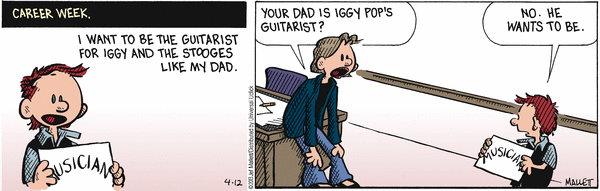 CAREER WEEK.
I WANT TO BE THE GUITARIST
FOR IGGY AND THE STOOGES
LIKE MY DAD.
MUSICIAN
4-12
YOUR DAD IS IGGY POP'S
GUITARIST?
NO. HE
WANTS TO BE.
MUSICIAN
MALLET